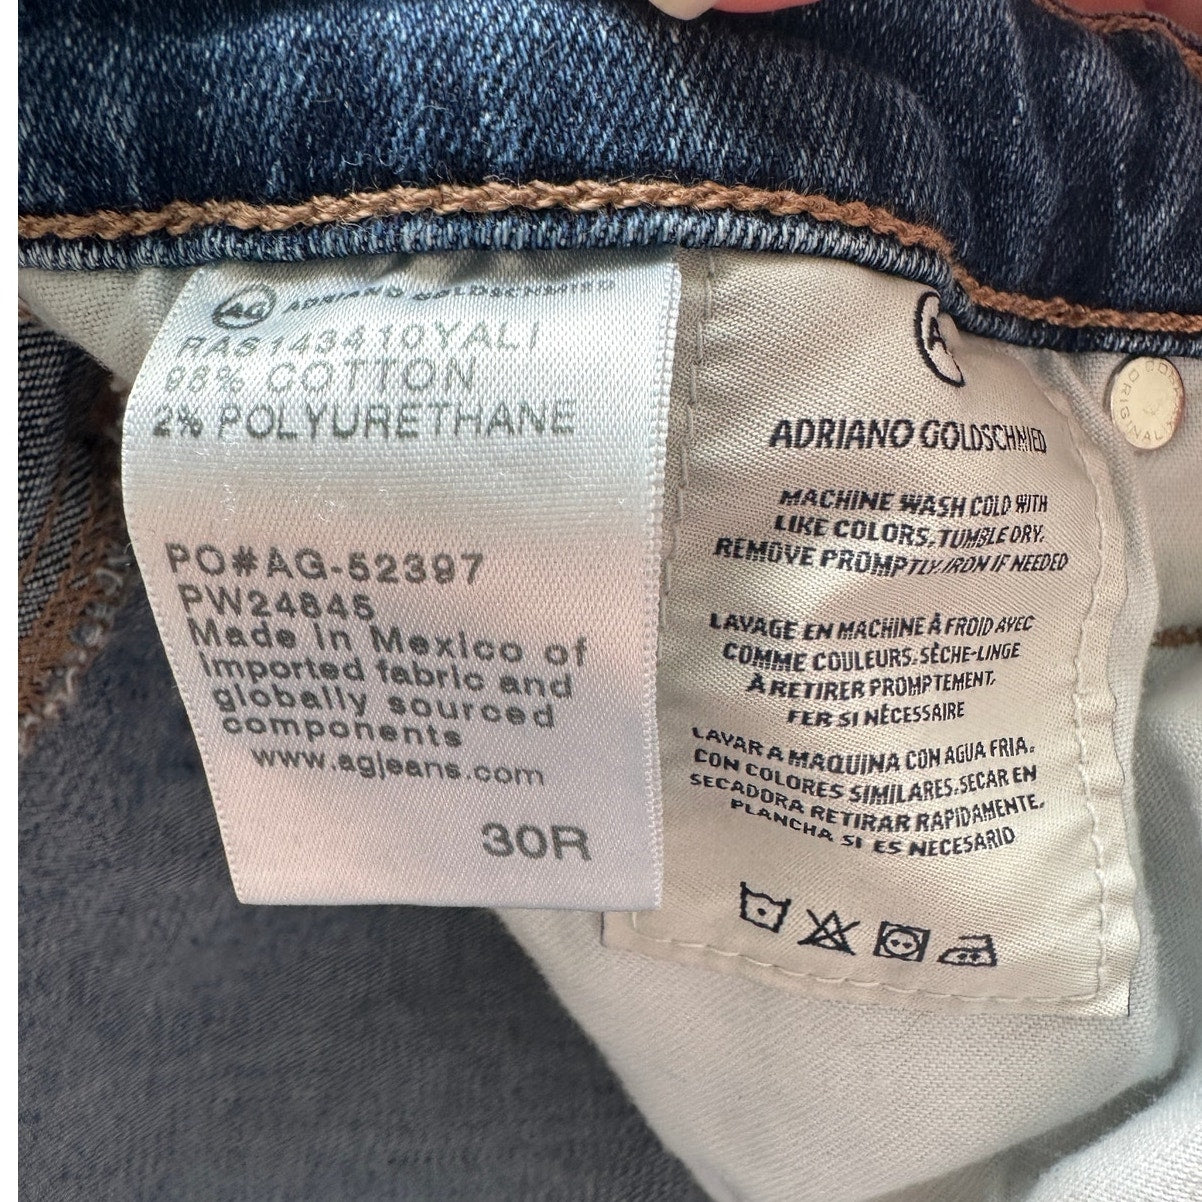 AG ADRIANO GOLDSCHMIED
RAS143410YALI
98% COTTON
2% POLYURETHANE
PO#AG-52397
PW24845
Made in Mexico of
imported fabric and
globally sourced
components
www.agjeans.com
30R
ADRIANO GOLDSCHMIED
MACHINE WASH COLD WITH
LIKE COLORS. TUMBLE DRY.
REMOVE PROMPTLY. IRON IF NEEDED
LAVAGE EN MACHINE À FROID AVEC
COMME COULEURS. SÈCHE-LINGE
À RETIRER PROMPTEMENT.
FER SI NÉCESSAIRE
LAVAR A MAQUINA CON AGUA FRIA.
CON COLORES SIMILARES. SECAR EN
SECADORA RETIRAR RAPIDAMENTE.
PLANCHA SI ES NECESARIO
ORIGINAL